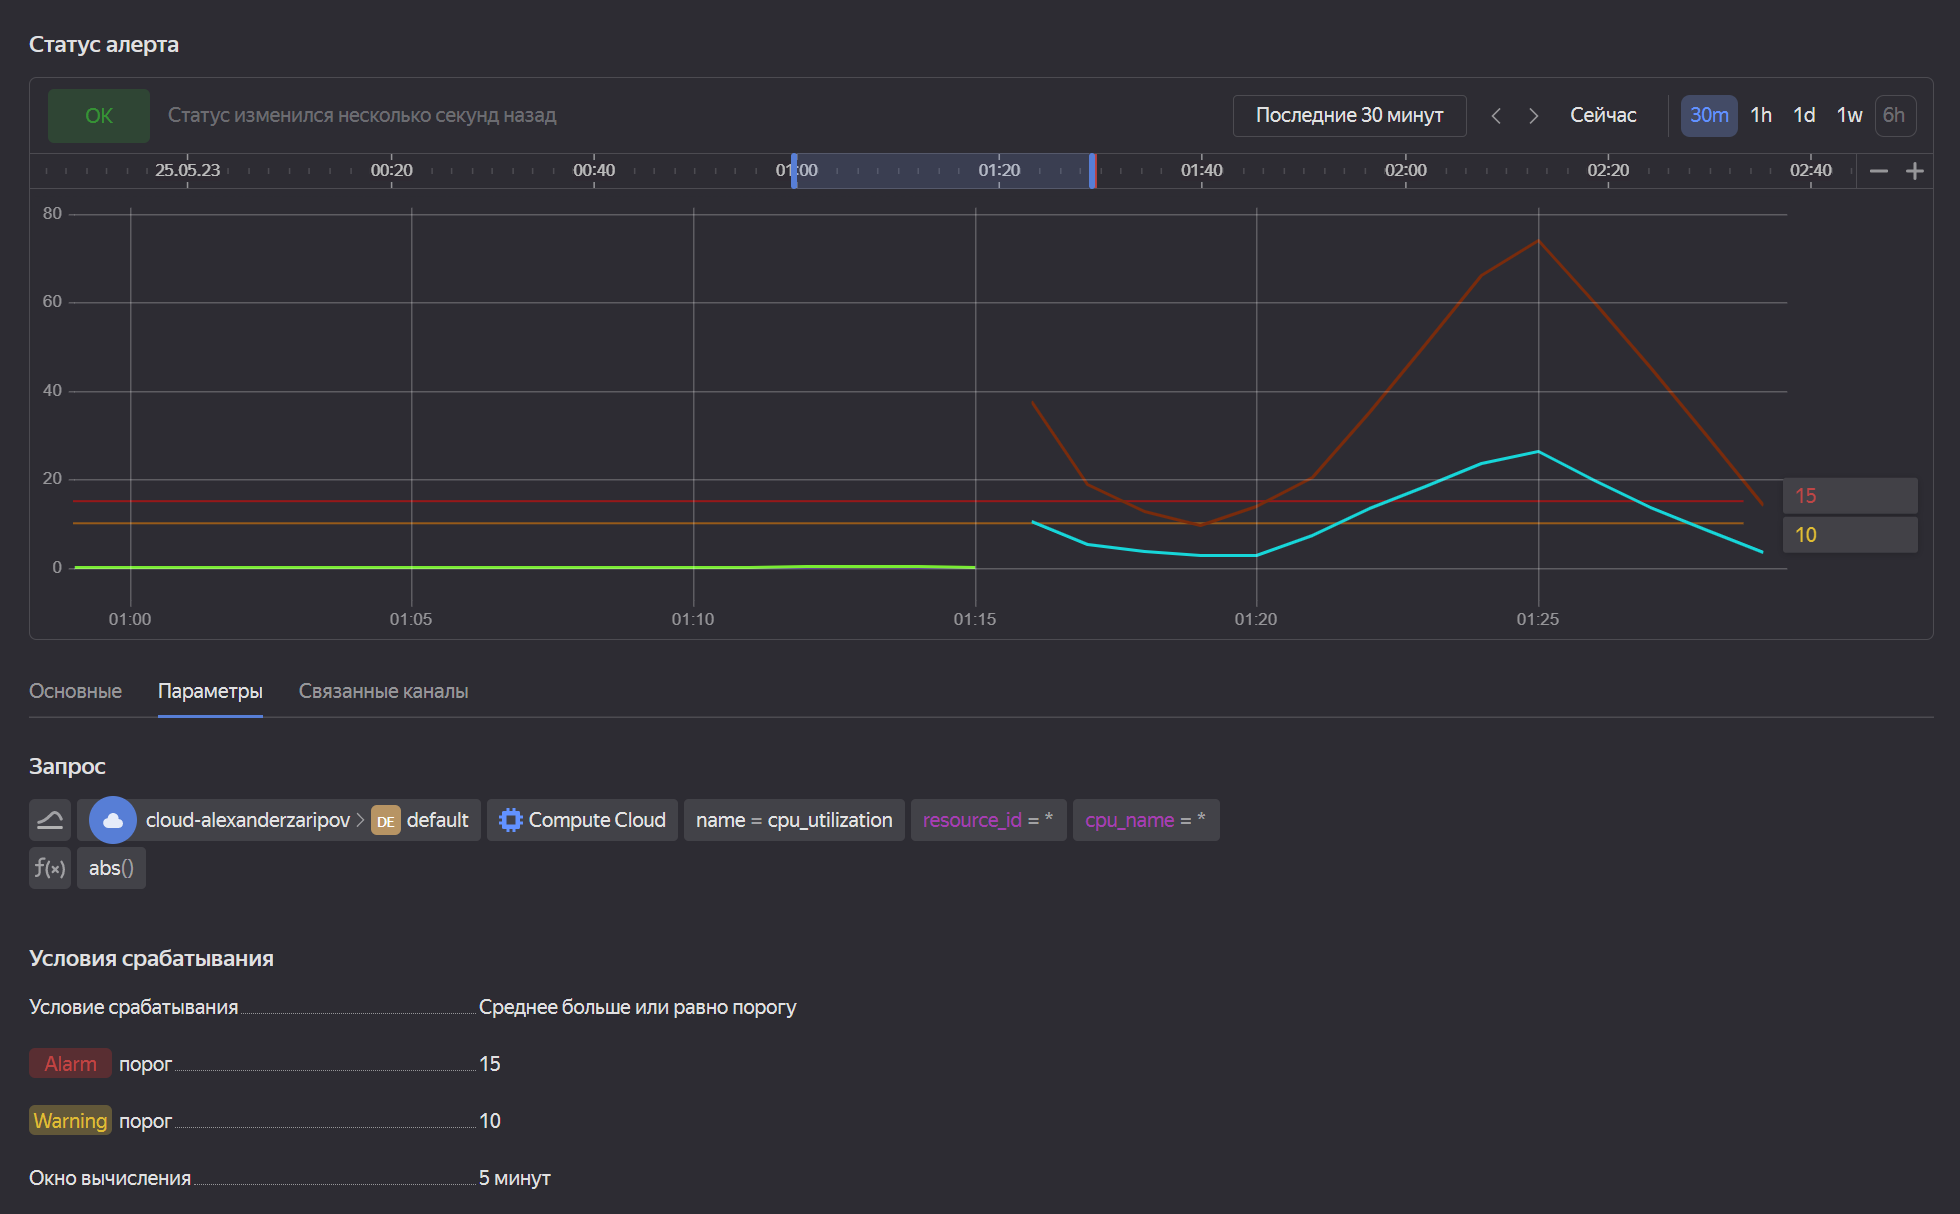 Статус алерта
OK Статус изменился несколько секунд назад Последние 30 минут Сейчас 30m 1h 1d 1w 6h
25.05.23 00:20 00:40 01:00 01:20 01:40 02:00 02:20 02:40
80
60
40
20
15
10
0
01:00 01:05 01:10 01:15 01:20 01:25
Основные Параметры Связанные каналы
Запрос
cloud-alexanderzaripov > DE default Compute Cloud name = cpu_utilization resource_id = * cpu_name = *
f(x) abs()
Условия срабатывания
Условие срабатывания Среднее больше или равно порогу
Alarm порог 15
Warning порог 10
Окно вычисления 5 минут